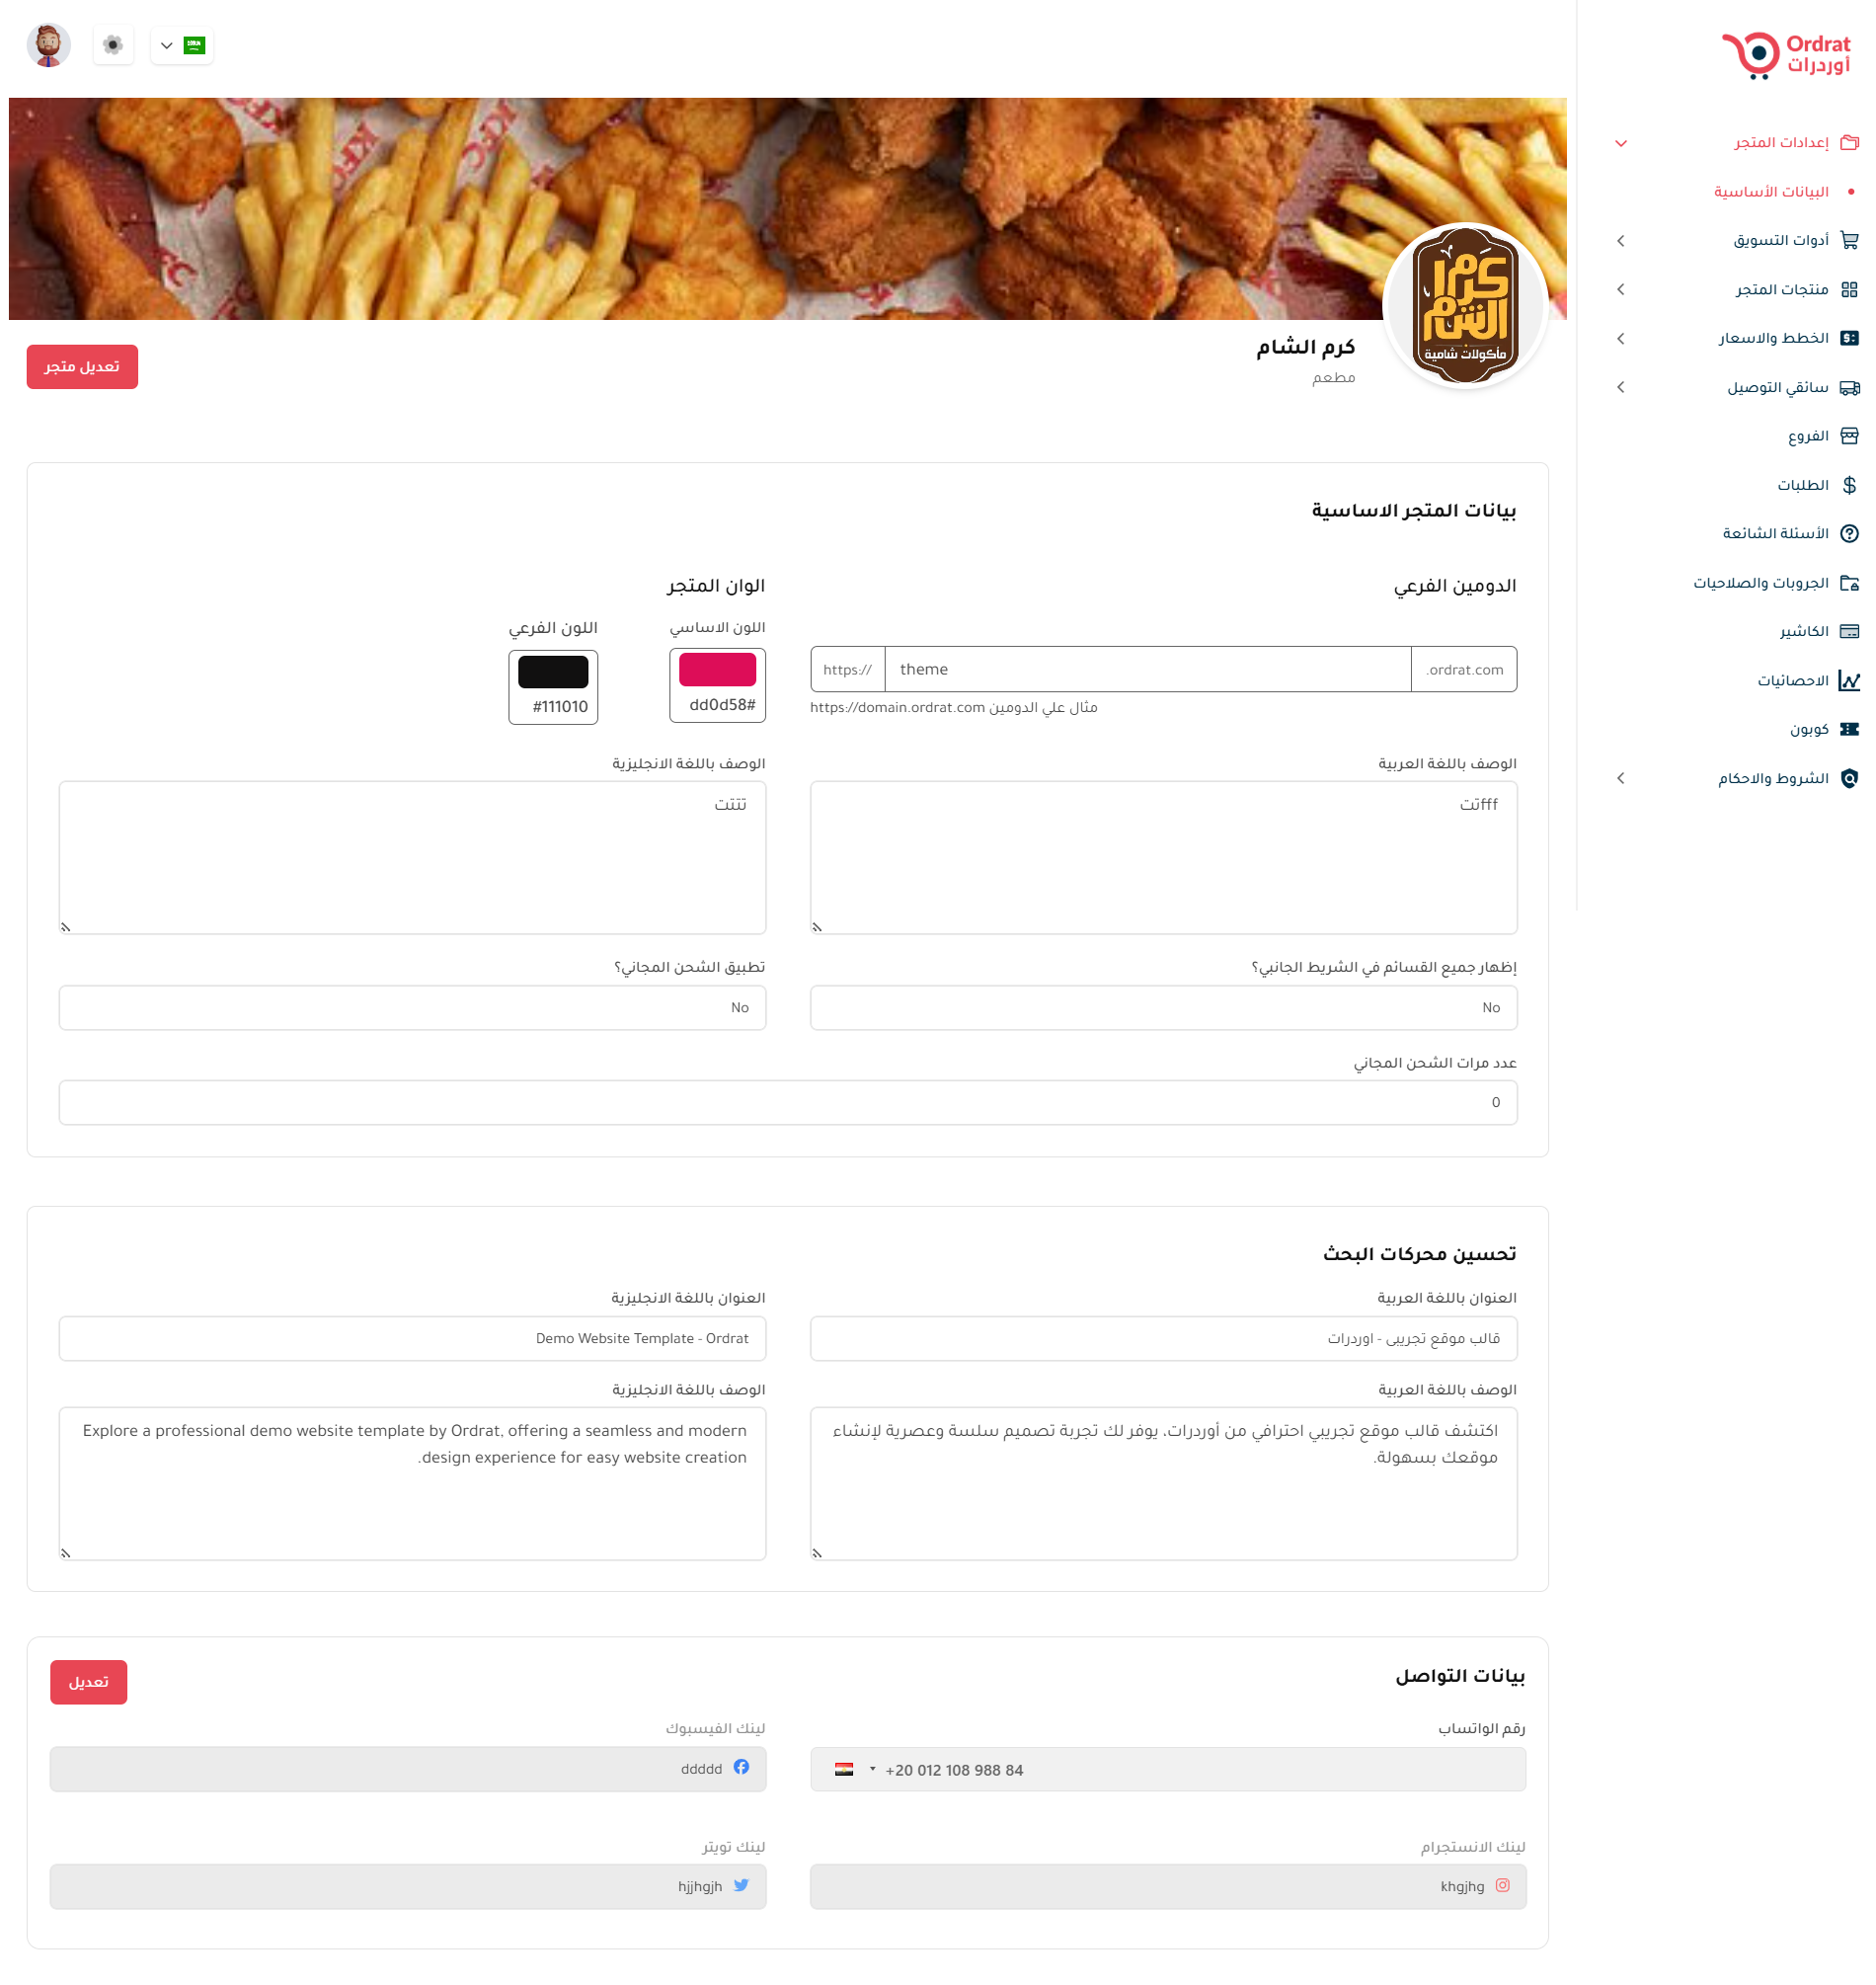 Ordrat
أوردرات
إعدادات المتجر
البيانات الأساسية
أدوات التسويق
منتجات المتجر
الخطط والاسعار
سائقي التوصيل
الفروع
الطلبات
الأسئلة الشائعة
الجروبات والصلاحيات
الكاشير
الاحصائيات
كوبون
الشروط والاحكام
كرم الشام
مأكولات شامية
كرم الشام
مطعم
تعديل متجر
بيانات المتجر الاساسية
الدومين الفرعي
https://
theme
.ordrat.com
مثال علي الدومين https://domain.ordrat.com
الوان المتجر
اللون الاساسي
dd0d58#
اللون الفرعي
#111010
الوصف باللغة العربية
fffتت
الوصف باللغة الانجليزية
تتتت
إظهار جميع القسائم في الشريط الجانبي؟
No
تطبيق الشحن المجاني؟
No
عدد مرات الشحن المجاني
0
تحسين محركات البحث
العنوان باللغة العربية
قالب موقع تجريبى - اوردرات
العنوان باللغة الانجليزية
Demo Website Template - Ordrat
الوصف باللغة العربية
اكتشف قالب موقع تجريبي احترافي من أوردرات، يوفر لك تجربة تصميم سلسة وعصرية لإنشاء
موقعك بسهولة.
الوصف باللغة الانجليزية
Explore a professional demo website template by Ordrat, offering a seamless and modern
.design experience for easy website creation
بيانات التواصل
تعديل
رقم الواتساب
+20 012 108 988 84
لينك الفيسبوك
ddddd
لينك الانستجرام
khgjhg
لينك تويتر
hjjhgjh